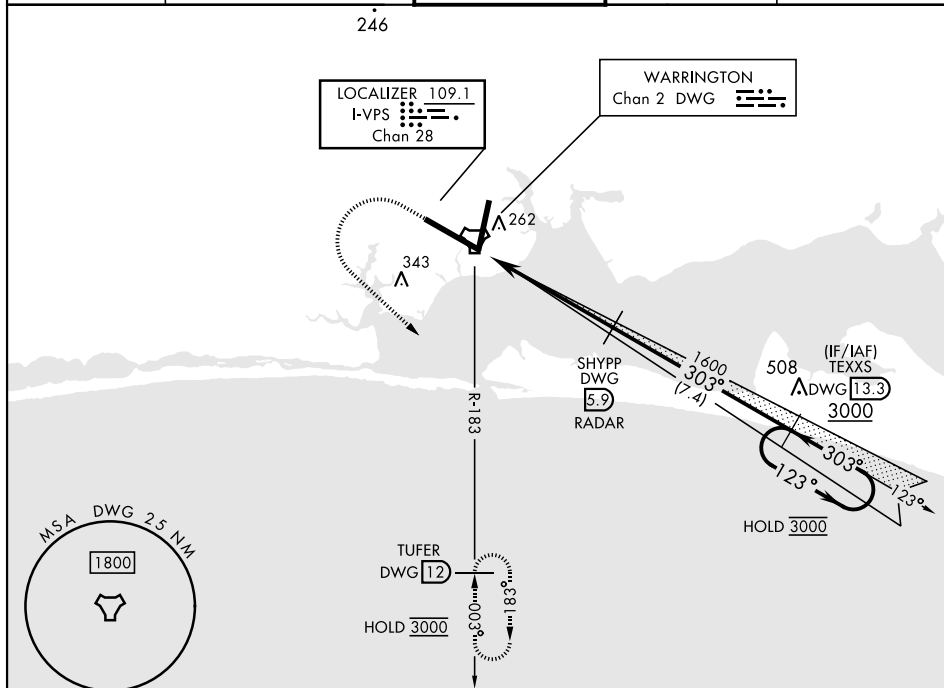 246
LOCALIZER 109.1
I-VPS
Chan 28
WARRINGTON
Chan 2 DWG
262
343
R-183
SHYPP
DWG
5.9
RADAR
1600
303°
(7.4)
508
(IF/IAF)
TEXXS
DWG 13.3
3000
303°
123°
123°
HOLD 3000
MSA DWG 25 NM
1800
TUFER
DWG 12
HOLD 3000
003°
183°